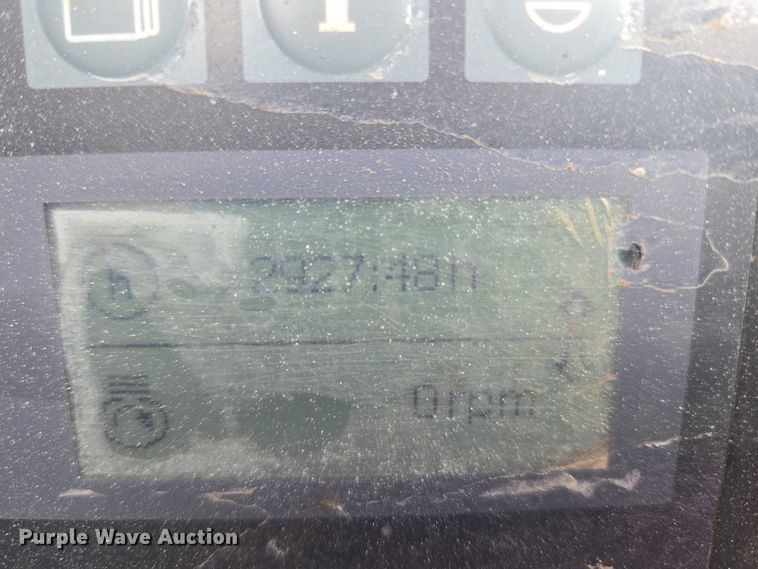 h
2927:48h
0rpm
Purple Wave Auction